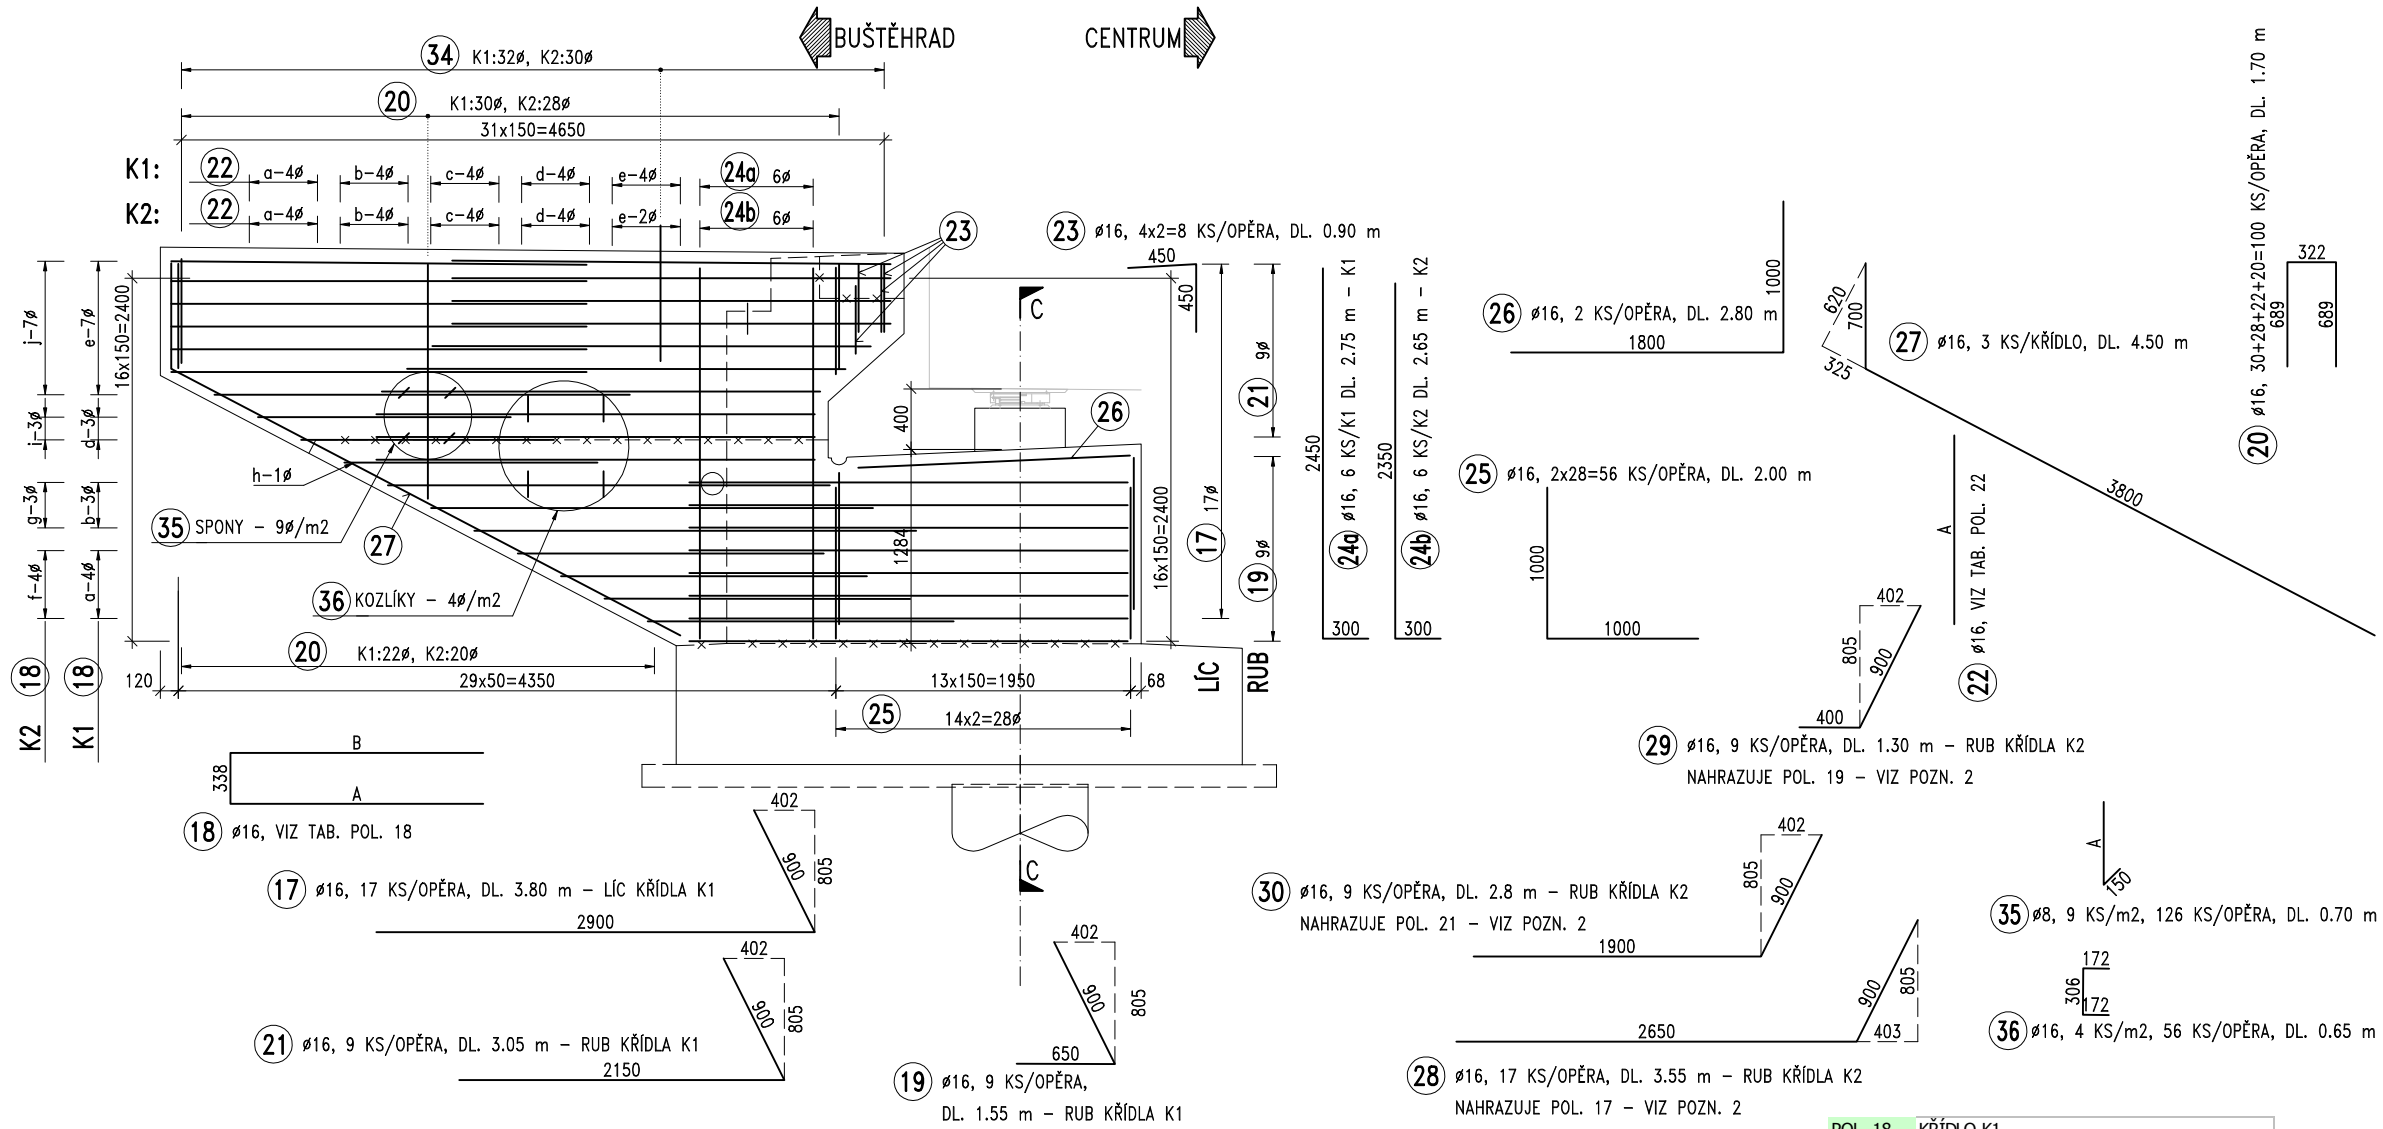 BUŠTĚHRAD
CENTRUM
34 K1:32ø, K2:30ø
20 K1:30ø, K2:28ø
31x150=4650
K1: 22 a-4ø b-4ø c-4ø d-4ø e-4ø 24a 6ø
K2: 22 a-4ø b-4ø c-4ø d-4ø e-2ø 24b 6ø
23
23 ø16, 4x2=8 KS/OPĚRA, DL. 0.90 m
450
450
C
16x150=2400
j-7ø
e-7ø
i-3ø
d-3ø
g-3ø
b-3ø
f-4ø
a-4ø
18
18
K2
K1
h-1ø
35 SPONY - 9ø/m2
27
36 KOZLÍKY - 4ø/m2
20 K1:22ø, K2:20ø
120
29x50=4350
13x150=1950
68
25
14x2=28ø
400
1284
26
16x150=2400
17 17ø
21 9ø
19 9ø
LÍC
RUB
2450
300
24a ø16, 6 KS/K1 DL. 2.75 m - K1
2350
300
24b ø16, 6 KS/K2 DL. 2.65 m - K2
26 ø16, 2 KS/OPĚRA, DL. 2.80 m
1800
1000
25 ø16, 2x28=56 KS/OPĚRA, DL. 2.00 m
1000
1000
620
700
325
27 ø16, 3 KS/KŘÍDLO, DL. 4.50 m
3800
20 ø16, 30+28+22+20=100 KS/OPĚRA, DL. 1.70 m
322
689
689
A
22 ø16, VIZ TAB. POL. 22
402
805
900
400
29 ø16, 9 KS/OPĚRA, DL. 1.30 m - RUB KŘÍDLA K2
NAHRAZUJE POL. 19 - VIZ POZN. 2
B
338
A
18 ø16, VIZ TAB. POL. 18
402
900
805
17 ø16, 17 KS/OPĚRA, DL. 3.80 m - LÍC KŘÍDLA K1
2900
C
402
900
805
21 ø16, 9 KS/OPĚRA, DL. 3.05 m - RUB KŘÍDLA K1
2150
402
900
805
650
19 ø16, 9 KS/OPĚRA,
DL. 1.55 m - RUB KŘÍDLA K1
402
805
900
30 ø16, 9 KS/OPĚRA, DL. 2.8 m - RUB KŘÍDLA K2
NAHRAZUJE POL. 21 - VIZ POZN. 2
1900
900
805
2650
403
28 ø16, 17 KS/OPĚRA, DL. 3.55 m - RUB KŘÍDLA K2
NAHRAZUJE POL. 17 - VIZ POZN. 2
A
150
35 ø8, 9 KS/m2, 126 KS/OPĚRA, DL. 0.70 m
172
306
172
36 ø16, 4 KS/m2, 56 KS/OPĚRA, DL. 0.65 m
POL. 18 KŘÍDLO K1